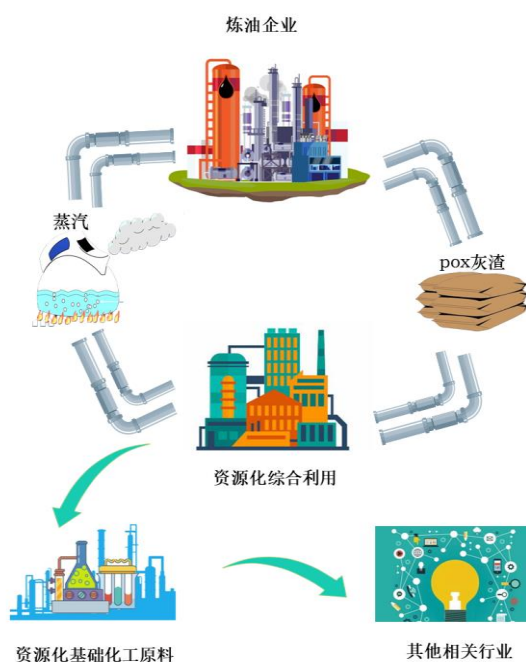 炼油企业
蒸汽
pox灰渣
资源化综合利用
资源化基础化工原料
其他相关行业